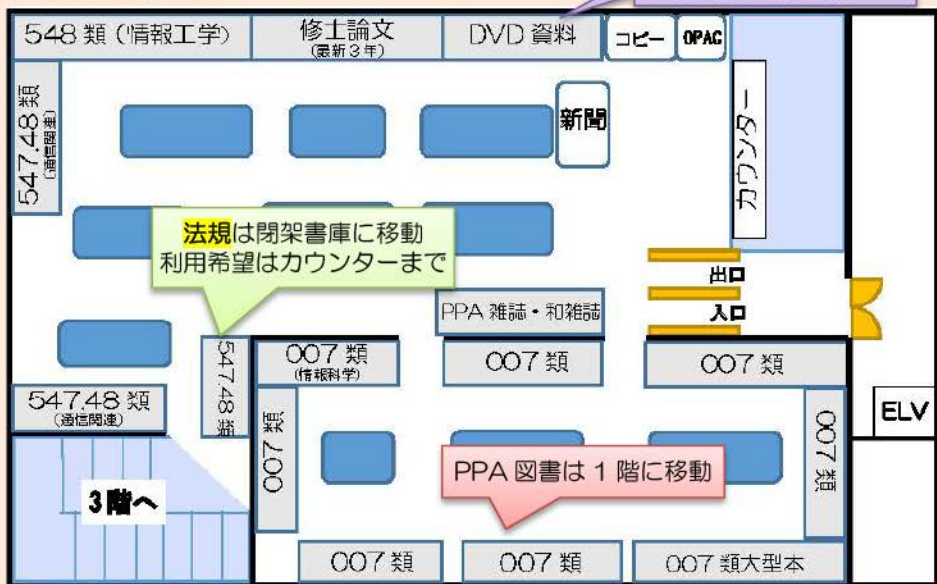 548 類 (情報工学)
修士論文
(最新3年)
DVD 資料
コピー
OPAC
547.48 類
(通信関連)
新聞
カウンター
法規は閉架書庫に移動
利用希望はカウンターまで
出口
入口
PPA 雑誌・和雑誌
007 類
(情報科学)
007 類
007 類
547.48 類
547.48 類
(通信関連)
007 類
007 類
ELV
PPA 図書は 1 階に移動
3階へ
007 類
007 類
007 類大型本